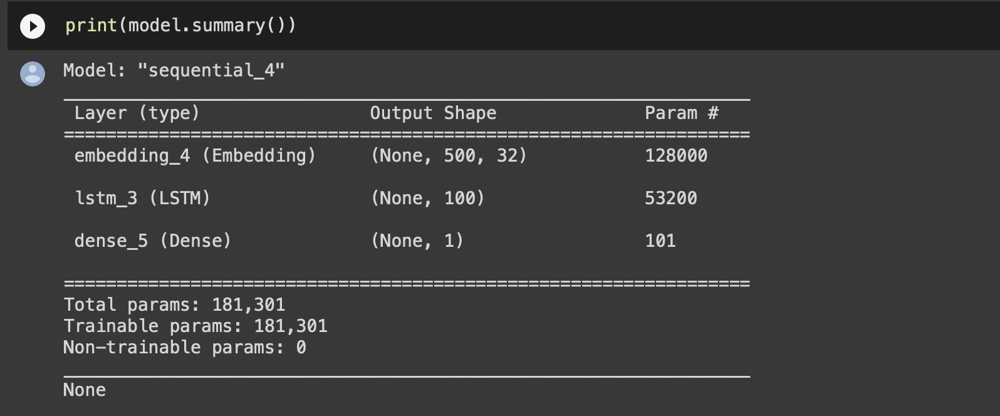 print(model.summary())
Model: "sequential_4"
_________________________________________________________________
Layer (type)                Output Shape              Param #
=================================================================
embedding_4 (Embedding)     (None, 500, 32)           128000
lstm_3 (LSTM)               (None, 100)               53200
dense_5 (Dense)             (None, 1)                 101
=================================================================
Total params: 181,301
Trainable params: 181,301
Non-trainable params: 0
_________________________________________________________________
None